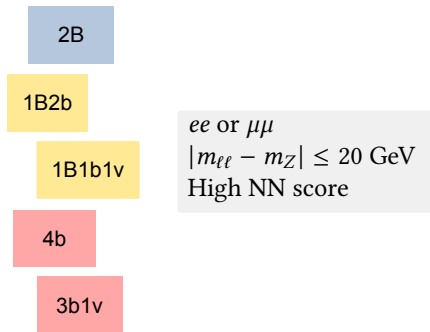 2B
1B2b
1B1b1v
4b
3b1v
ee or μμ
|mℓℓ − mZ| ≤ 20 GeV
High NN score